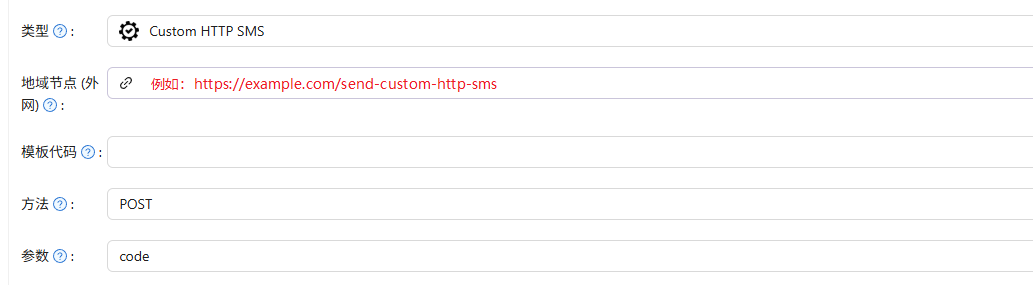 类型 ? : Custom HTTP SMS
地域节点 (外网) ? : 例如：https://example.com/send-custom-http-sms
模板代码 ? :
方法 ? : POST
参数 ? : code